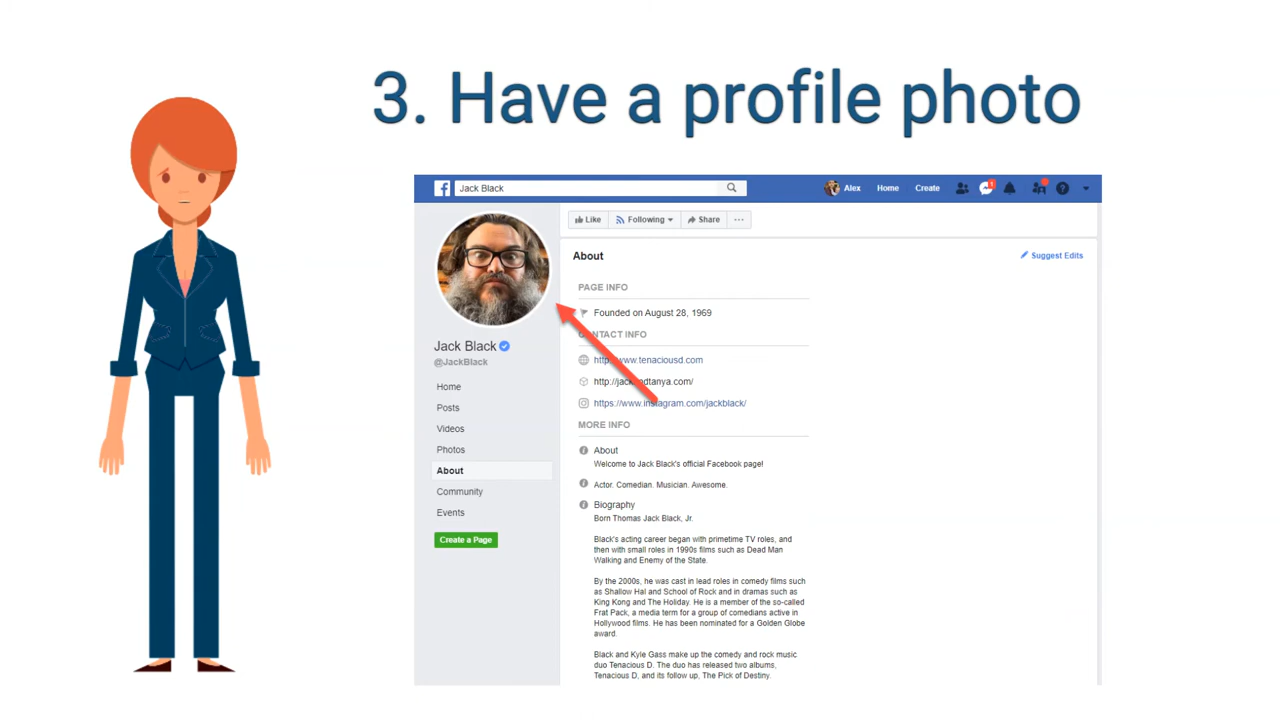 3. Have a profile photo
f
Jack Black
Alex
Home
Create
1
?
Like
Following
Share
...
About
Suggest Edits
PAGE INFO
Founded on August 28, 1969
CONTACT INFO
Jack Black
@JackBlack
http://www.tenaciousd.com
http://jackandtanya.com/
https://www.instagram.com/jackblack/
Home
Posts
Videos
Photos
About
Community
Events
Create a Page
MORE INFO
About
Welcome to Jack Black's official Facebook page!
Actor. Comedian. Musician. Awesome.
Biography
Born Thomas Jack Black, Jr.
Black's acting career began with primetime TV roles, and
then with small roles in 1990s films such as Dead Man
Walking and Enemy of the State.
By the 2000s, he was cast in lead roles in comedy films such
as Shallow Hal and School of Rock and in dramas such as
King Kong and The Holiday. He is a member of the so-called
Frat Pack, a media term for a group of comedians active in
Hollywood films. He has been nominated for a Golden Globe
award.
Black and Kyle Gass make up the comedy and rock music
duo Tenacious D. The duo has released two albums,
Tenacious D, and its follow up, The Pick of Destiny.